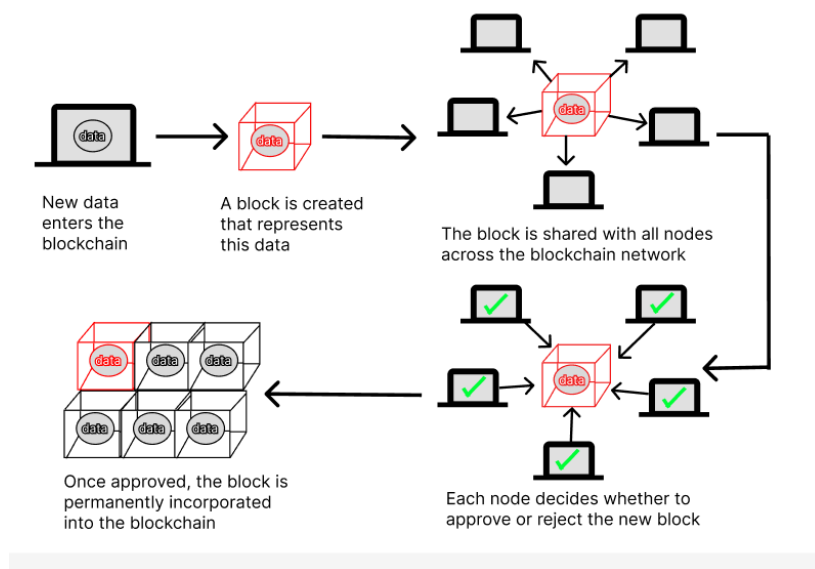 data
New data
enters the
blockchain
data
A block is created
that represents
this data
data
The block is shared with all nodes
across the blockchain network
data
Each node decides whether to
approve or reject the new block
data data data
data data data
Once approved, the block is
permanently incorporated
into the blockchain